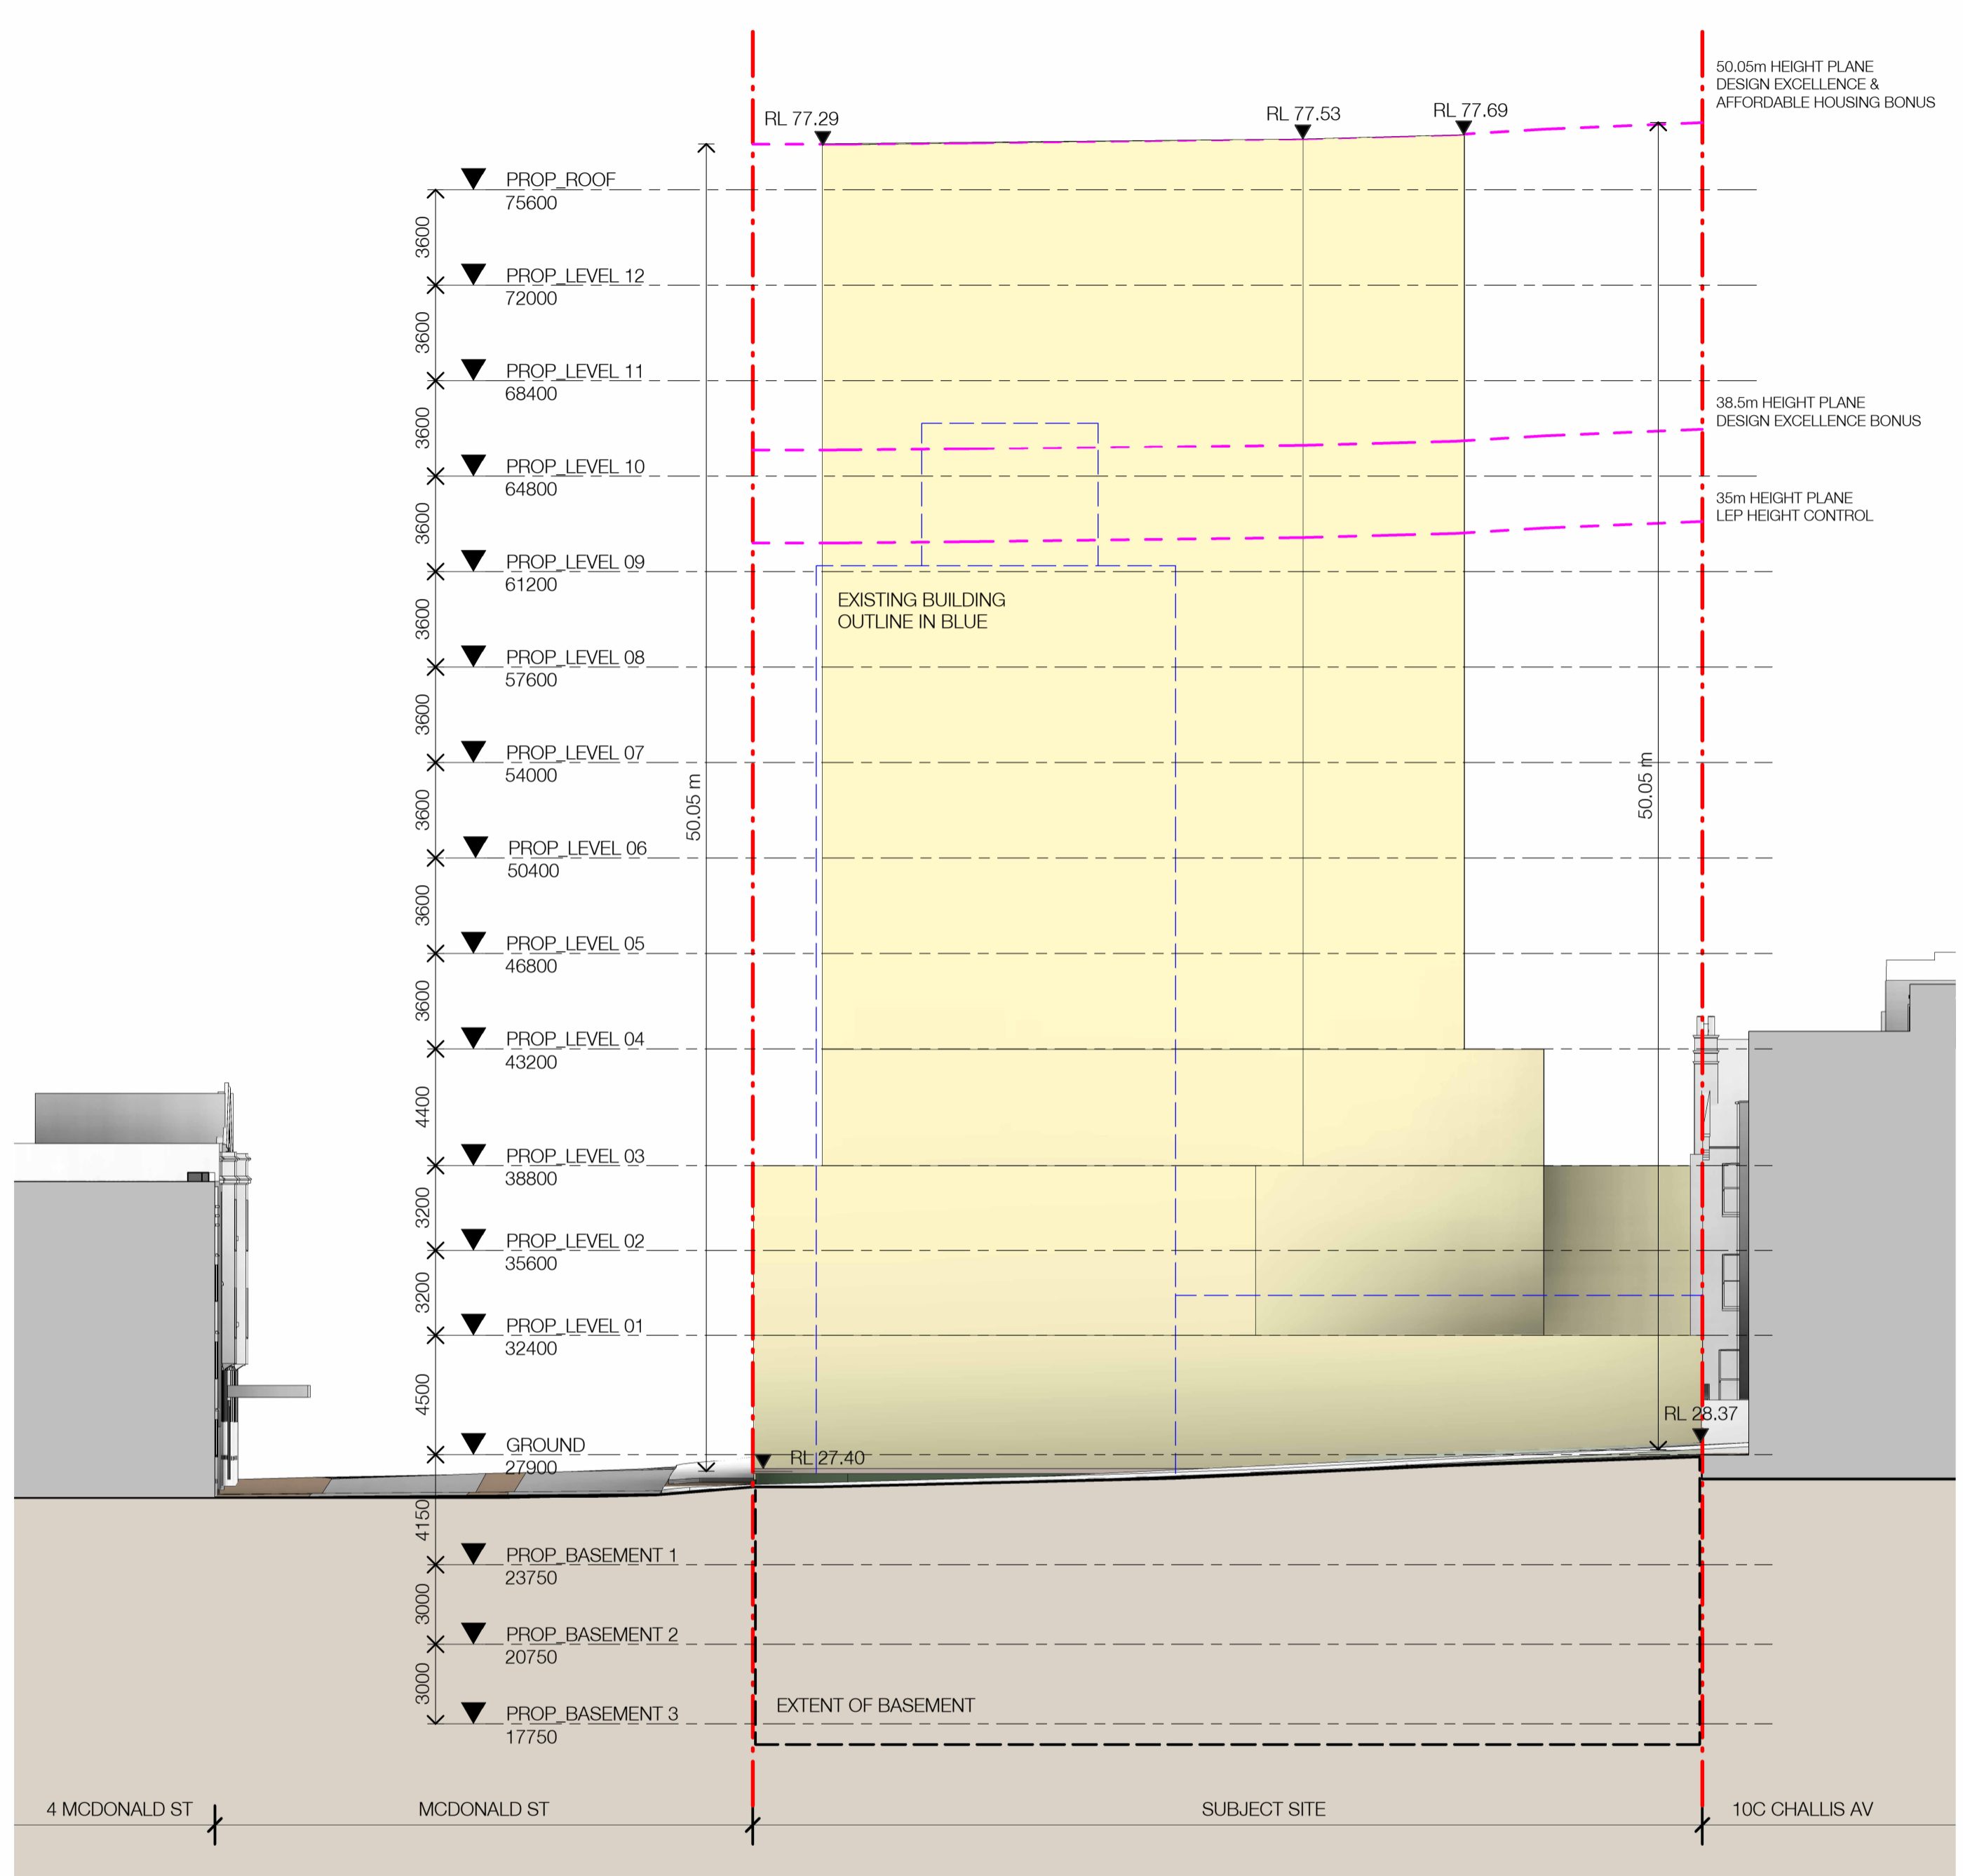 50.05m HEIGHT PLANE
DESIGN EXCELLENCE &
AFFORDABLE HOUSING BONUS
RL 77.29
RL 77.53
RL 77.69
PROP_ROOF
75600
3600
PROP_LEVEL 12
72000
3600
PROP_LEVEL 11
68400
3600
38.5m HEIGHT PLANE
DESIGN EXCELLENCE BONUS
PROP_LEVEL 10
64800
3600
35m HEIGHT PLANE
LEP HEIGHT CONTROL
PROP_LEVEL 09
61200
3600
EXISTING BUILDING
OUTLINE IN BLUE
PROP_LEVEL 08
57600
3600
PROP_LEVEL 07
54000
3600
50.05 m
50.05 m
PROP_LEVEL 06
50400
3600
PROP_LEVEL 05
46800
3600
PROP_LEVEL 04
43200
4400
PROP_LEVEL 03
38800
3200
PROP_LEVEL 02
35600
3200
PROP_LEVEL 01
32400
4500
RL 28.37
GROUND
27900
RL 27.40
4150
PROP_BASEMENT 1
23750
3000
PROP_BASEMENT 2
20750
3000
PROP_BASEMENT 3
17750
EXTENT OF BASEMENT
4 MCDONALD ST
MCDONALD ST
SUBJECT SITE
10C CHALLIS AV